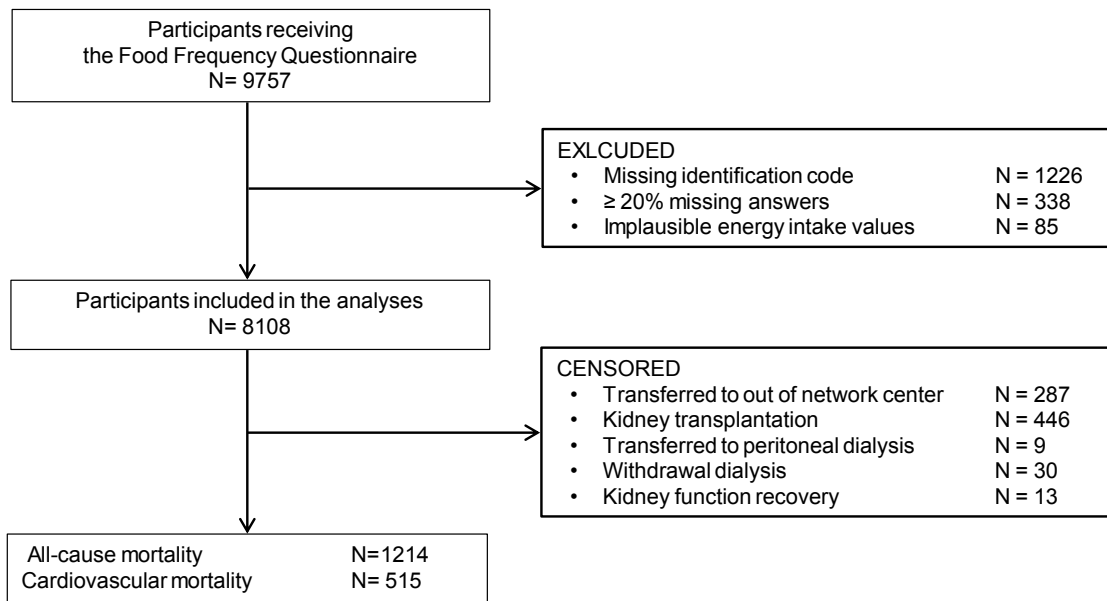 Participants receiving
the Food Frequency Questionnaire
N= 9757
EXLCUDED
• Missing identification code N = 1226
• ≥ 20% missing answers N = 338
• Implausible energy intake values N = 85
Participants included in the analyses
N= 8108
CENSORED
• Transferred to out of network center N = 287
• Kidney transplantation N = 446
• Transferred to peritoneal dialysis N = 9
• Withdrawal dialysis N = 30
• Kidney function recovery N = 13
All-cause mortality N=1214
Cardiovascular mortality N= 515